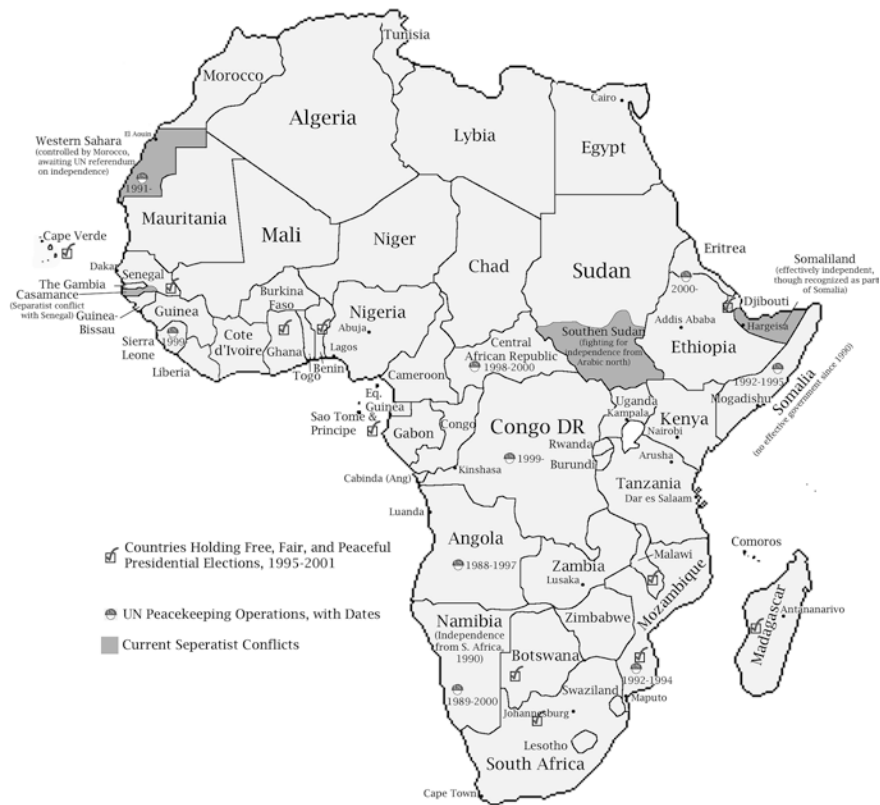 Tunisia
Morocco
Algeria
Lybia
Cairo
Egypt
El Aouin
Western Sahara
(controlled by Morocco,
awaiting UN referendum
on independence)
1991-
Mauritania
Mali
Niger
Chad
Sudan
Eritrea
Cape Verde
Dakar
Senegal
The Gambia
Casamance
(Separatist conflict
with Senegal)
Guinea-
Bissau
Guinea
Burkina
Faso
Nigeria
Abuja
Lagos
1999-
Sierra
Leone
Liberia
Cote
d'Ivoire
Ghana
Togo
Benin
2000-
Somaliland
(effectively independent,
though recognized as part
of Somalia)
Djibouti
Hargeisa
Addis Ababa
Ethiopia
Southen Sudan
(fighting for
independence from
Arabic north)
Central
African Republic
1998-2000
Cameroon
Eq.
Guinea
Sao Tome &
Principe
Gabon
Congo
Congo DR
1999-
Kinshasa
Cabinda (Ang)
Uganda
Kampala
Rwanda
Burundi
Kenya
Nairobi
1992-1995
Mogadishu
Somalia
(no effective government since 1990)
Arusha
Tanzania
Dar es Salaam
Luanda
Angola
1988-1997
Zambia
Lusaka
Malawi
Mozambique
Comoros
Antananarivo
Madagascar
Countries Holding Free, Fair, and Peaceful
Presidential Elections, 1995-2001
UN Peacekeeping Operations, with Dates
Current Seperatist Conflicts
Namibia
(Independence
from S. Africa,
1990)
1989-2000
Zimbabwe
Botswana
1992-1994
Maputo
Swaziland
Johannesburg
Lesotho
South Africa
Cape Town